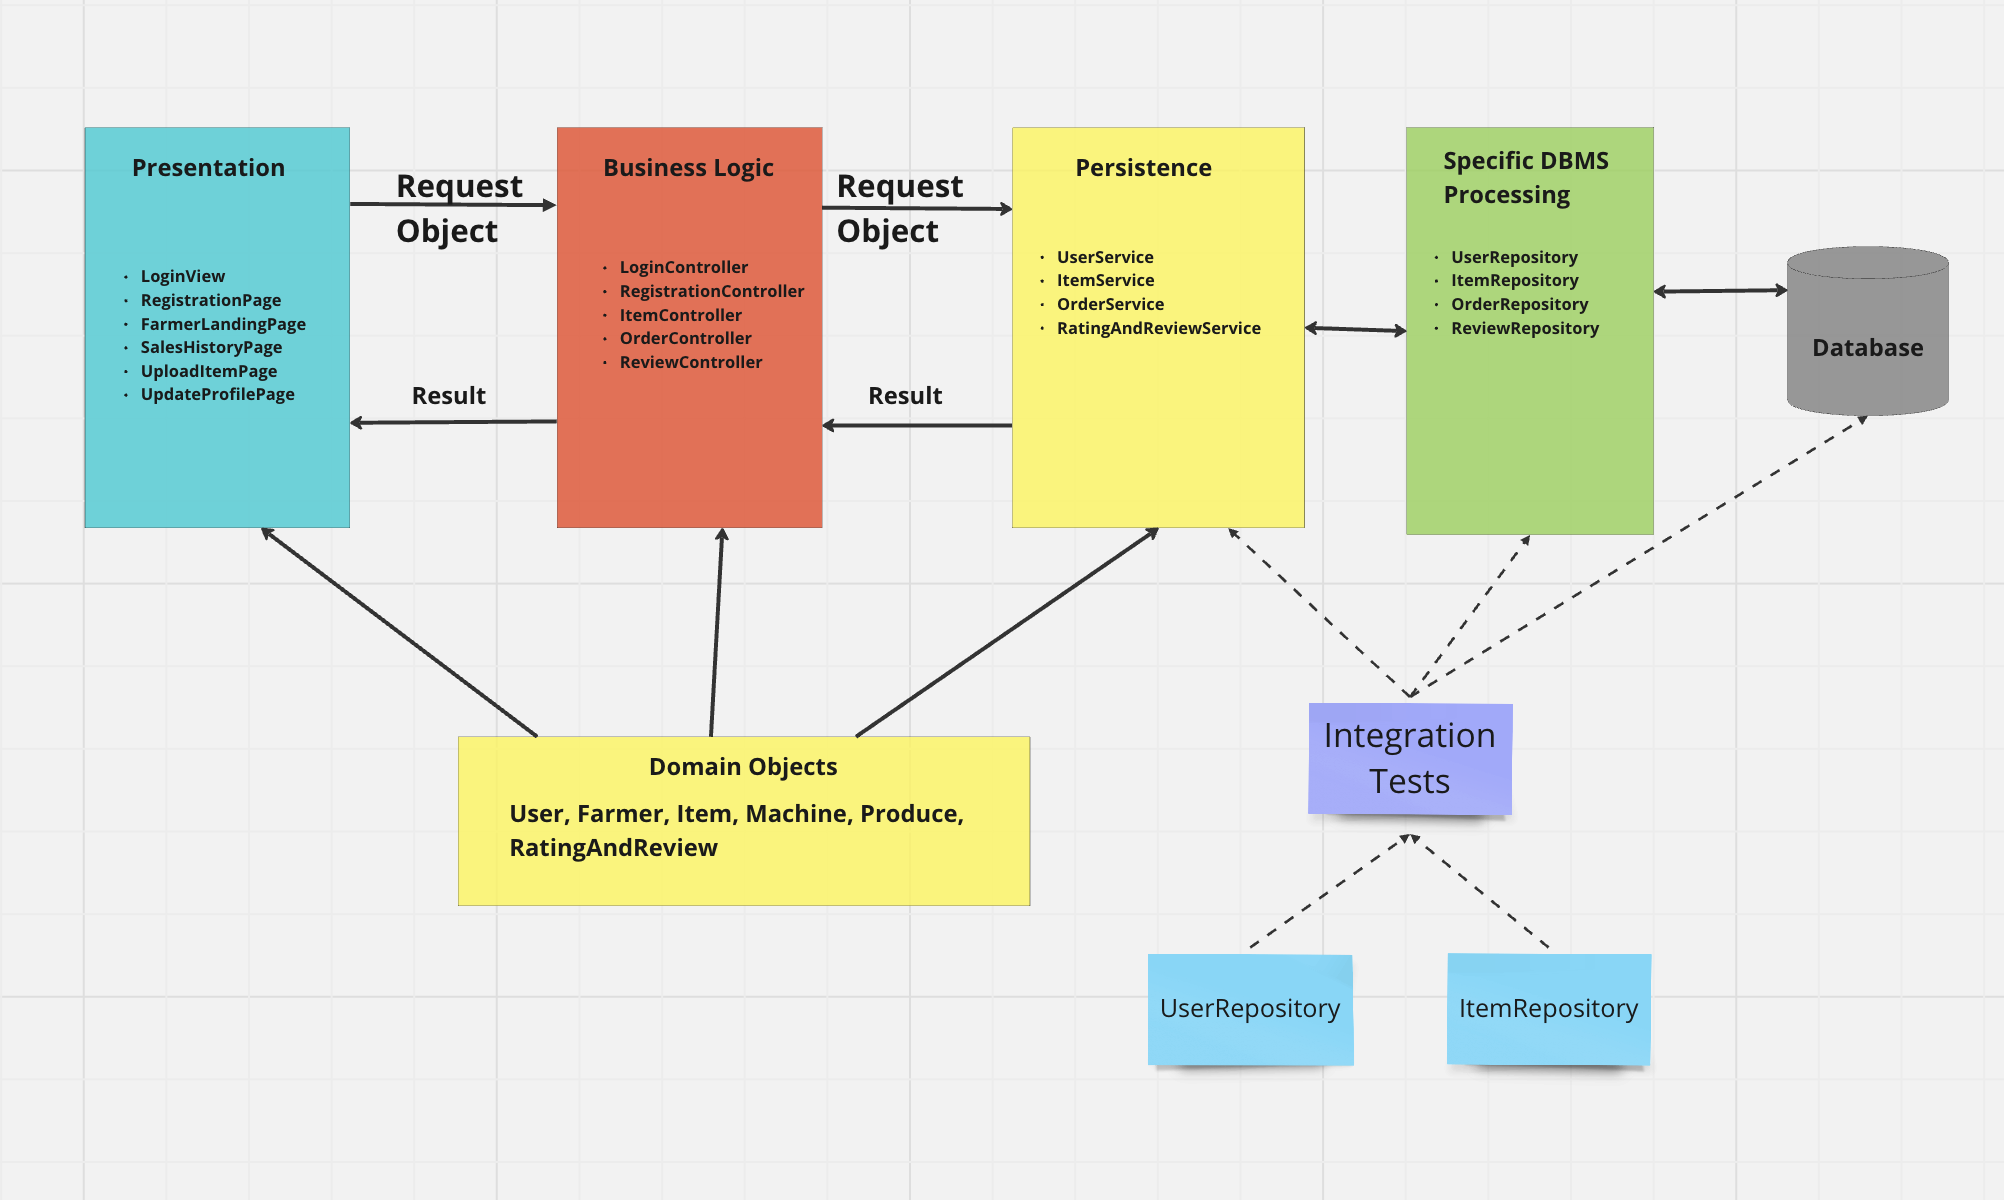 Presentation
LoginView
RegistrationPage
FarmerLandingPage
SalesHistoryPage
UploadItemPage
UpdateProfilePage
Request
Object
Result
Business Logic
LoginController
RegistrationController
ItemController
OrderController
ReviewController
Request
Object
Result
Persistence
UserService
ItemService
OrderService
RatingAndReviewService
Specific DBMS
Processing
UserRepository
ItemRepository
OrderRepository
ReviewRepository
Database
Domain Objects
User, Farmer, Item, Machine, Produce,
RatingAndReview
Integration
Tests
UserRepository
ItemRepository